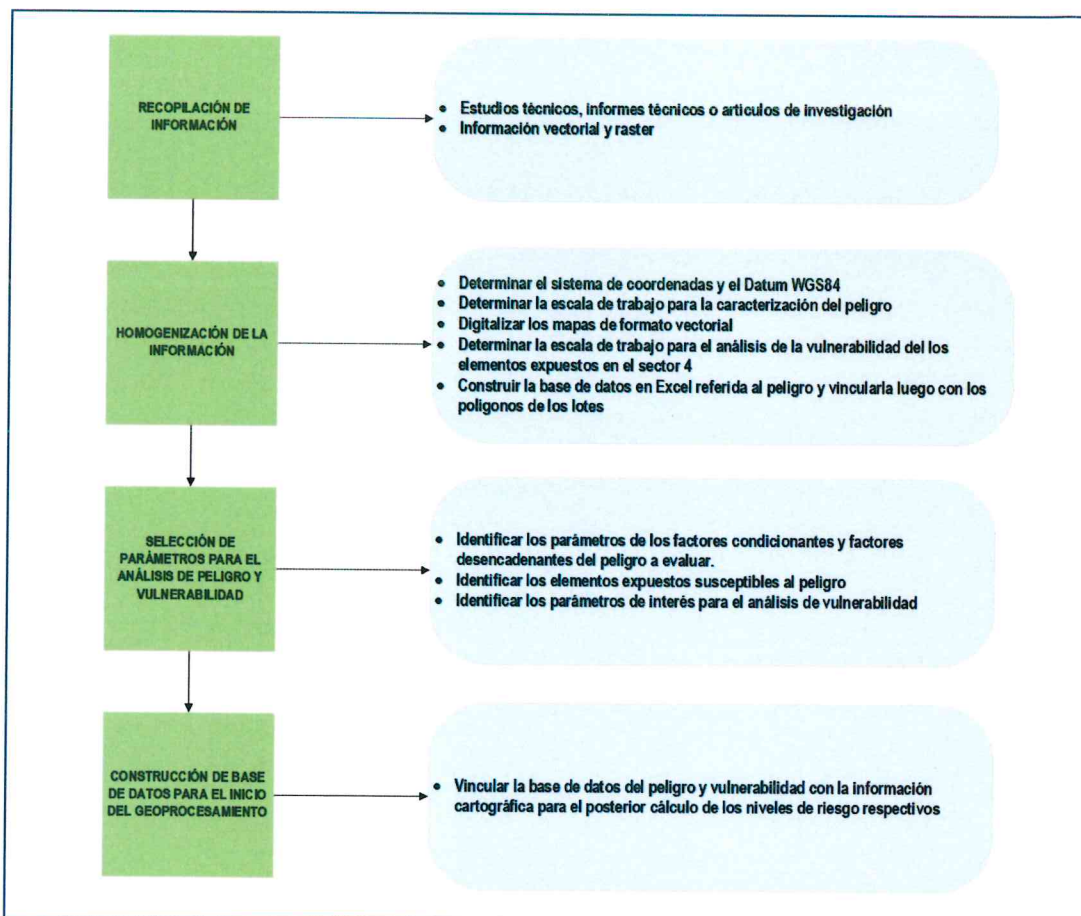 RECOPILACIÓN DE
INFORMACIÓN
• Estudios técnicos, informes técnicos o articulos de investigación
• Información vectorial y raster
HOMOGENIZACIÓN DE LA
INFORMACIÓN
• Determinar el sistema de coordenadas y el Datum WGS84
• Determinar la escala de trabajo para la caracterización del peligro
• Digitalizar los mapas de formato vectorial
• Determinar la escala de trabajo para el análisis de la vulnerabilidad del los
elementos expuestos en el sector 4
• Construir la base de datos en Excel referida al peligro y vincularla luego con los
poligonos de los lotes
SELECCIÓN DE
PARÁMETROS PARA EL
ANÁLISIS DE PELIGRO Y
VULNERABILIDAD
• Identificar los parámetros de los factores condicionantes y factores
desencadenantes del peligro a evaluar.
• Identificar los elementos expuestos susceptibles al peligro
• Identificar los parámetros de interés para el análisis de vulnerabilidad
CONSTRUCCIÓN DE BASE
DE DATOS PARA EL INICIO
DEL GEOPROCESAMIENTO
• Vincular la base de datos del peligro y vulnerabilidad con la información
cartográfica para el posterior cálculo de los niveles de riesgo respectivos